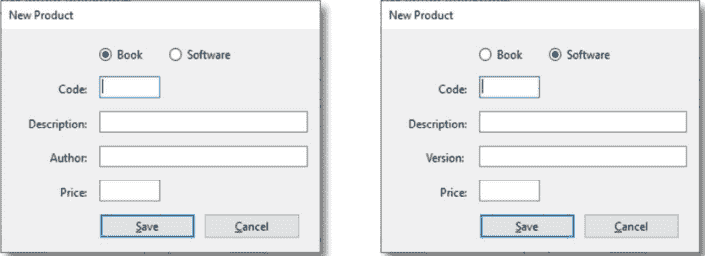 New Product
Book Software
Code:
Description:
Author:
Price:
Save Cancel
New Product
Book Software
Code:
Description:
Version:
Price:
Save Cancel